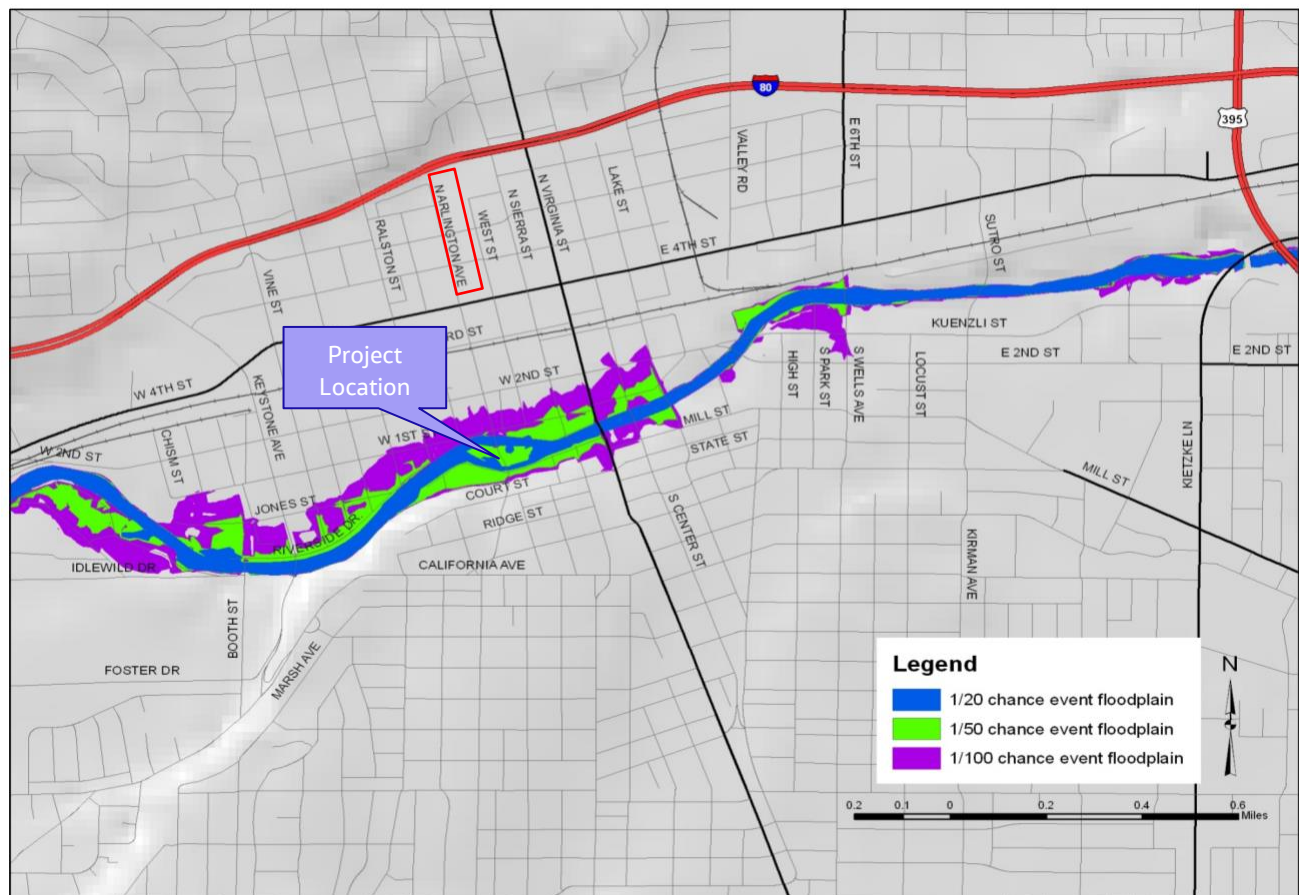 80
395
E 6TH ST
VALLEY RD
LAKE ST
N VIRGINIA ST
N SIERRA ST
WEST ST
N ARLINGTON AVE
RALSTON ST
VINE ST
E 4TH ST
SUTRO ST
Project
Location
RD ST
W 4TH ST
KEYSTONE AVE
W 2ND ST
KUENZLI ST
E 2ND ST
E 2ND ST
HIGH ST
S PARK ST
S WELLS AVE
LOCUST ST
CHISM ST
W 2ND ST
W 1ST
MILL ST
STATE ST
MILL ST
KIETZKE LN
JONES ST
COURT ST
RIDGE ST
RIVERSIDE DR
S CENTER ST
IDLEWILD DR
CALIFORNIA AVE
KIRMAN AVE
BOOTH ST
MARSH AVE
FOSTER DR
Legend
1/20 chance event floodplain
1/50 chance event floodplain
1/100 chance event floodplain
N
0.2 0.1 0 0.2 0.4 0.6
Miles